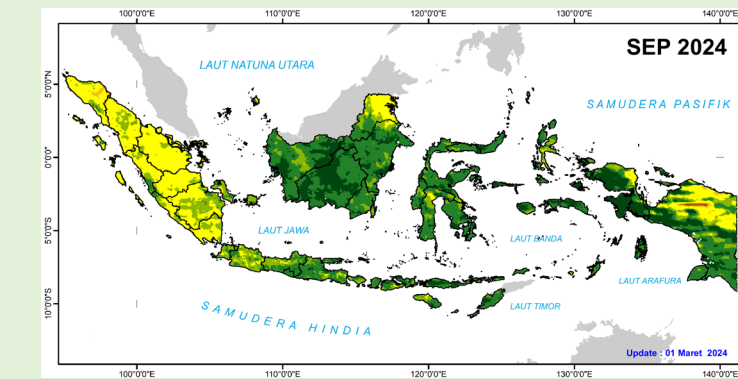 100°0'0"E 110°0'0"E 120°0'0"E 130°0'0"E 140°0'0"E
SEP 2024
LAUT NATUNA UTARA
5°0'0"N
SAMUDERA PASIFIK
0°0'0"
LAUT JAWA
LAUT BANDA
5°0'0"S
LAUT ARAFURA
10°0'0"S
SAMUDERA HINDIA
LAUT TIMOR
Update : 01 Maret 2024
100°0'0"E 110°0'0"E 120°0'0"E 130°0'0"E 140°0'0"E